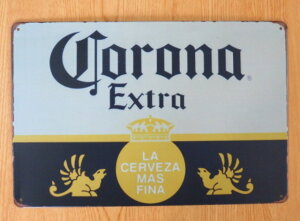 Corona®
Extra
LA
CERVEZA
MAS
FINA